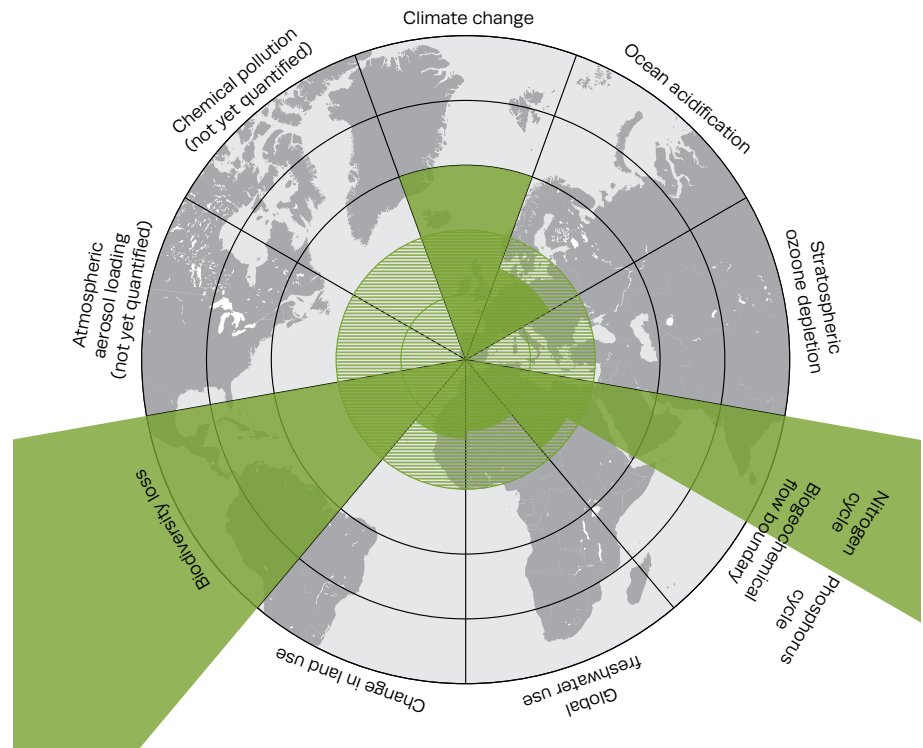 Climate change
Ocean acidification
Stratospheric
ozoone depletion
Nitrogen
cycle
Biogeochemical
flow boundary
Phosphorus
cycle
Global
freshwater use
Change in land use
Biodiversity loss
Atmospheric
aerosol loading
(not yet quantified)
Chemical pollution
(not yet quantified)